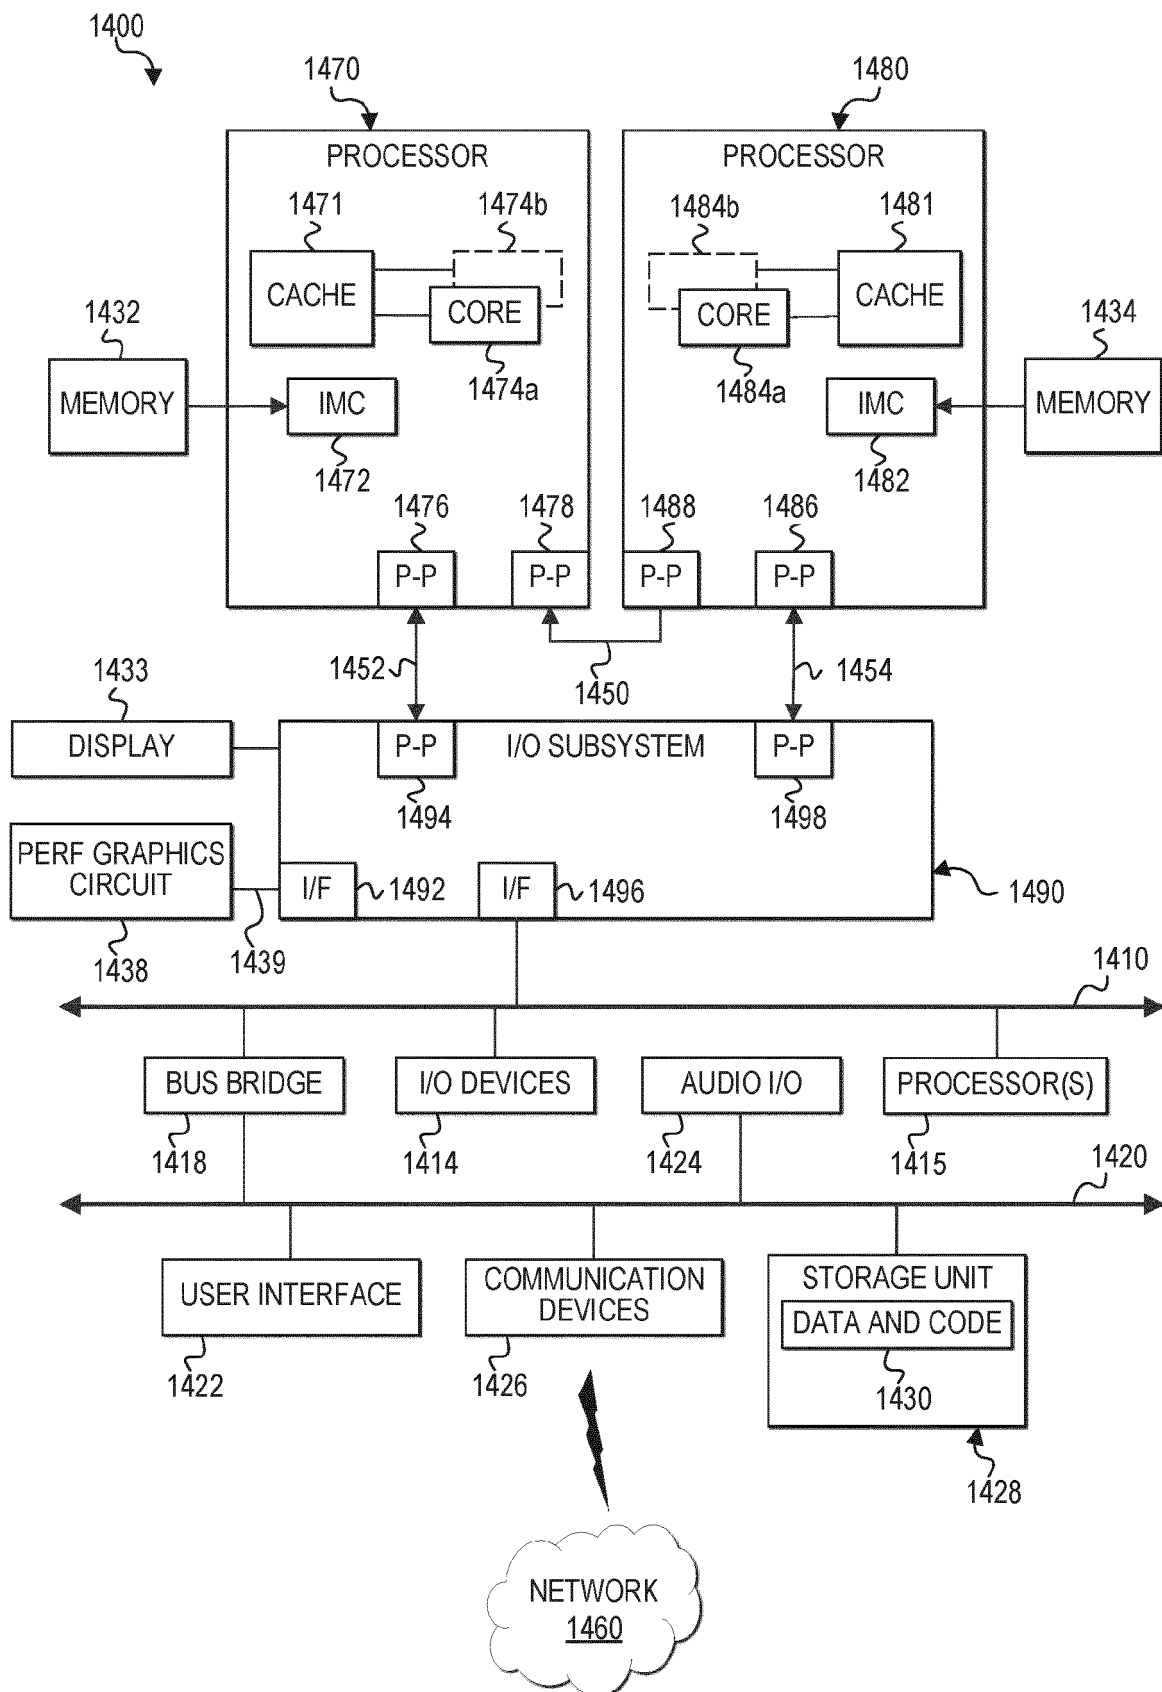 1400
1470
1480
PROCESSOR
PROCESSOR
1471
1474b
1484b
1481
CACHE
CORE
CORE
CACHE
1432
1474a
1484a
1434
MEMORY
IMC
IMC
MEMORY
1472
1482
1476
1478
1488
1486
P-P
P-P
P-P
P-P
1452
1450
1454
1433
DISPLAY
P-P
I/O SUBSYSTEM
P-P
1494
1498
PERF GRAPHICS
CIRCUIT
I/F
1492
I/F
1496
1490
1438
1439
1410
BUS BRIDGE
I/O DEVICES
AUDIO I/O
PROCESSOR(S)
1418
1414
1424
1415
1420
USER INTERFACE
COMMUNICATION
DEVICES
STORAGE UNIT
DATA AND CODE
1422
1426
1430
1428
NETWORK
1460